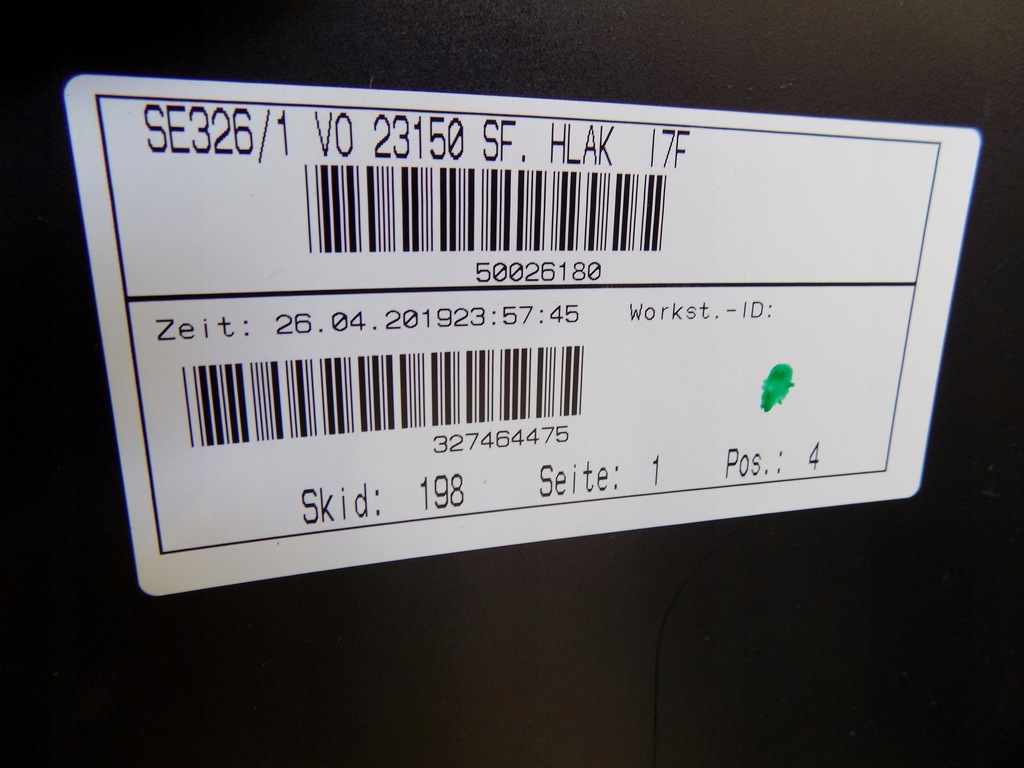 SE326/1 VO 23150 SF. HLAK I7F
50026180
Zeit: 26.04.201923:57:45 Workst.-ID:
327464475
Skid: 198 Seite: 1 Pos.: 4